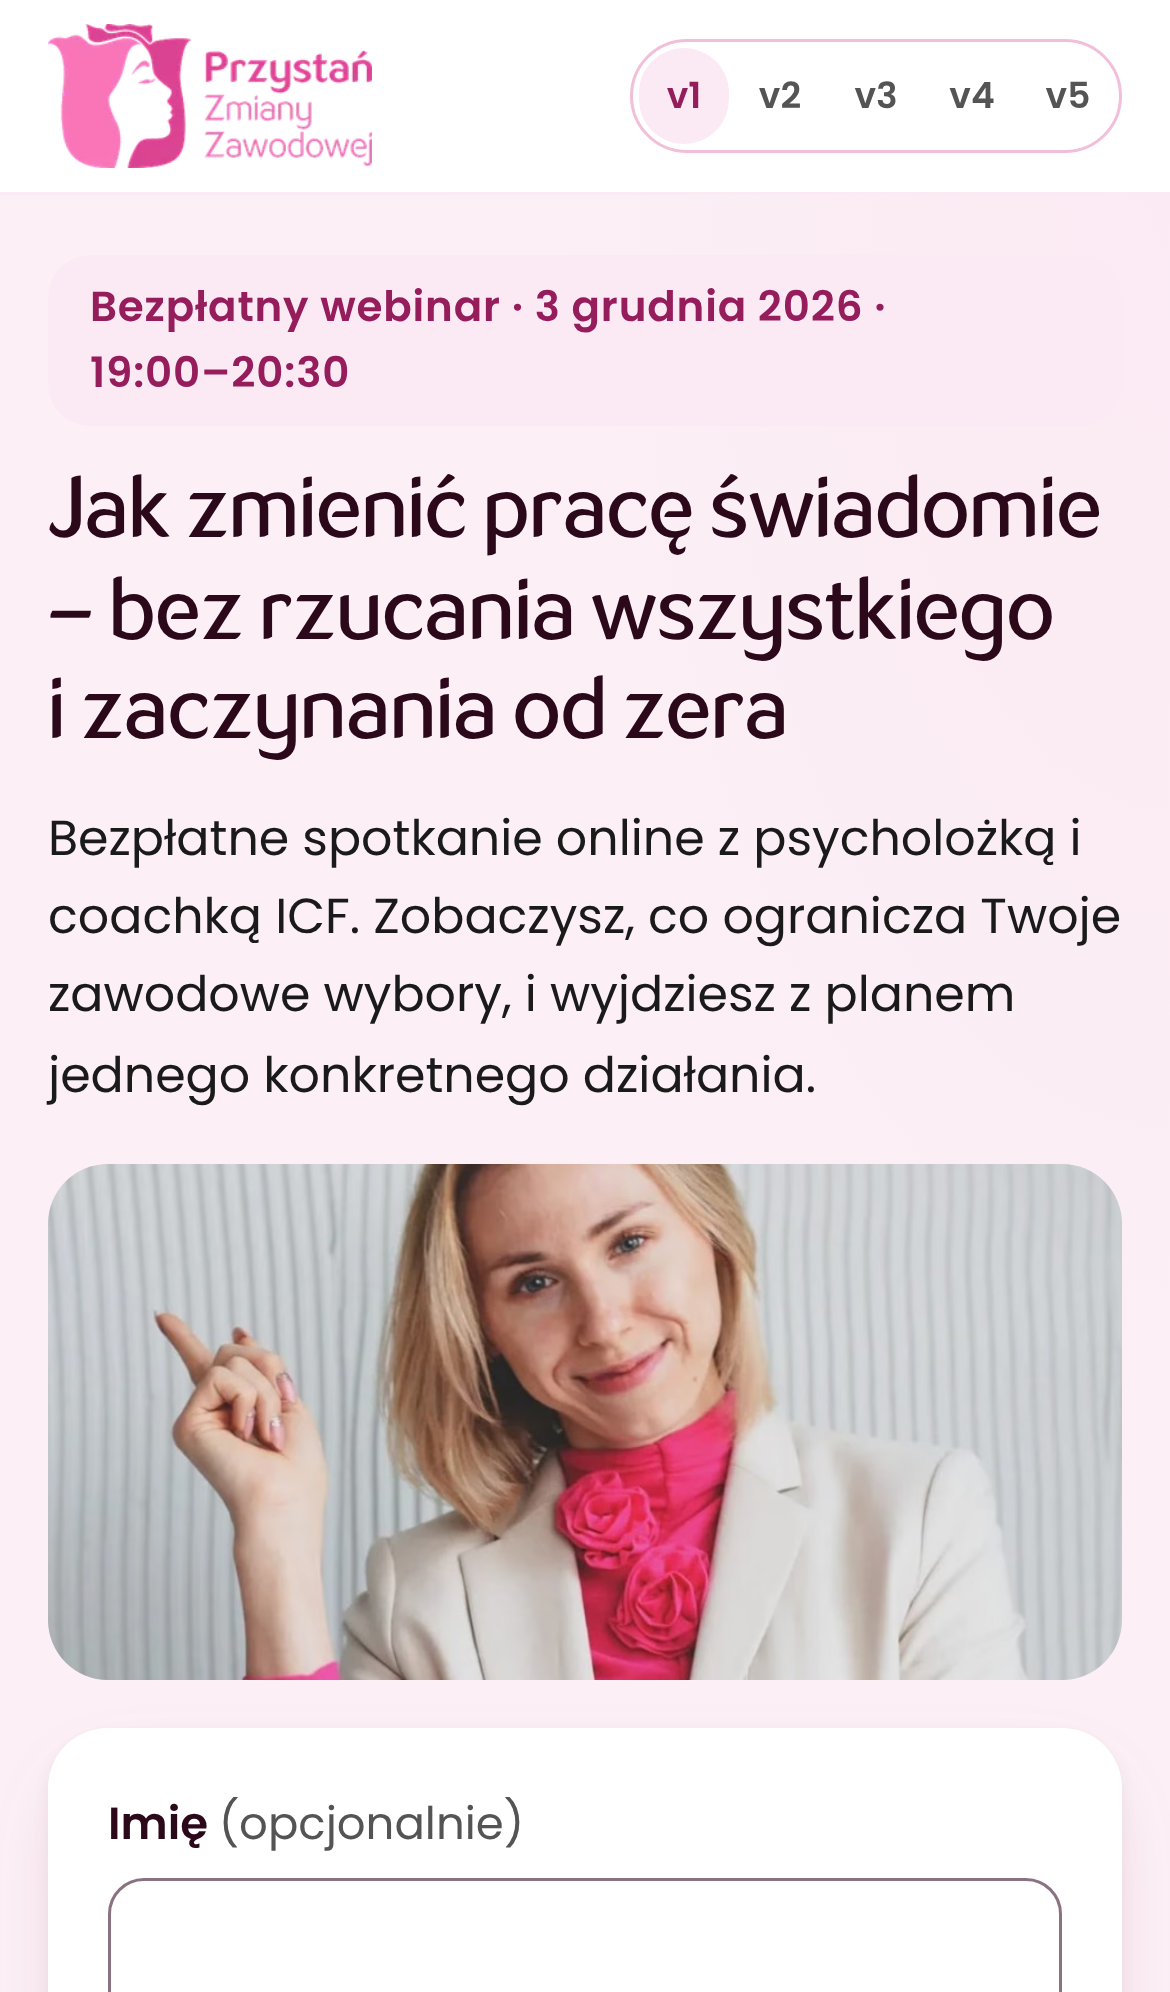 Przystań
Zmiany
Zawodowej
v1 v2 v3 v4 v5
Bezpłatny webinar · 3 grudnia 2026 ·
19:00–20:30
Jak zmienić pracę świadomie
– bez rzucania wszystkiego
i zaczynania od zera
Bezpłatne spotkanie online z psycholożką i
coachką ICF. Zobaczysz, co ogranicza Twoje
zawodowe wybory, i wyjdziesz z planem
jednego konkretnego działania.
Imię (opcjonalnie)